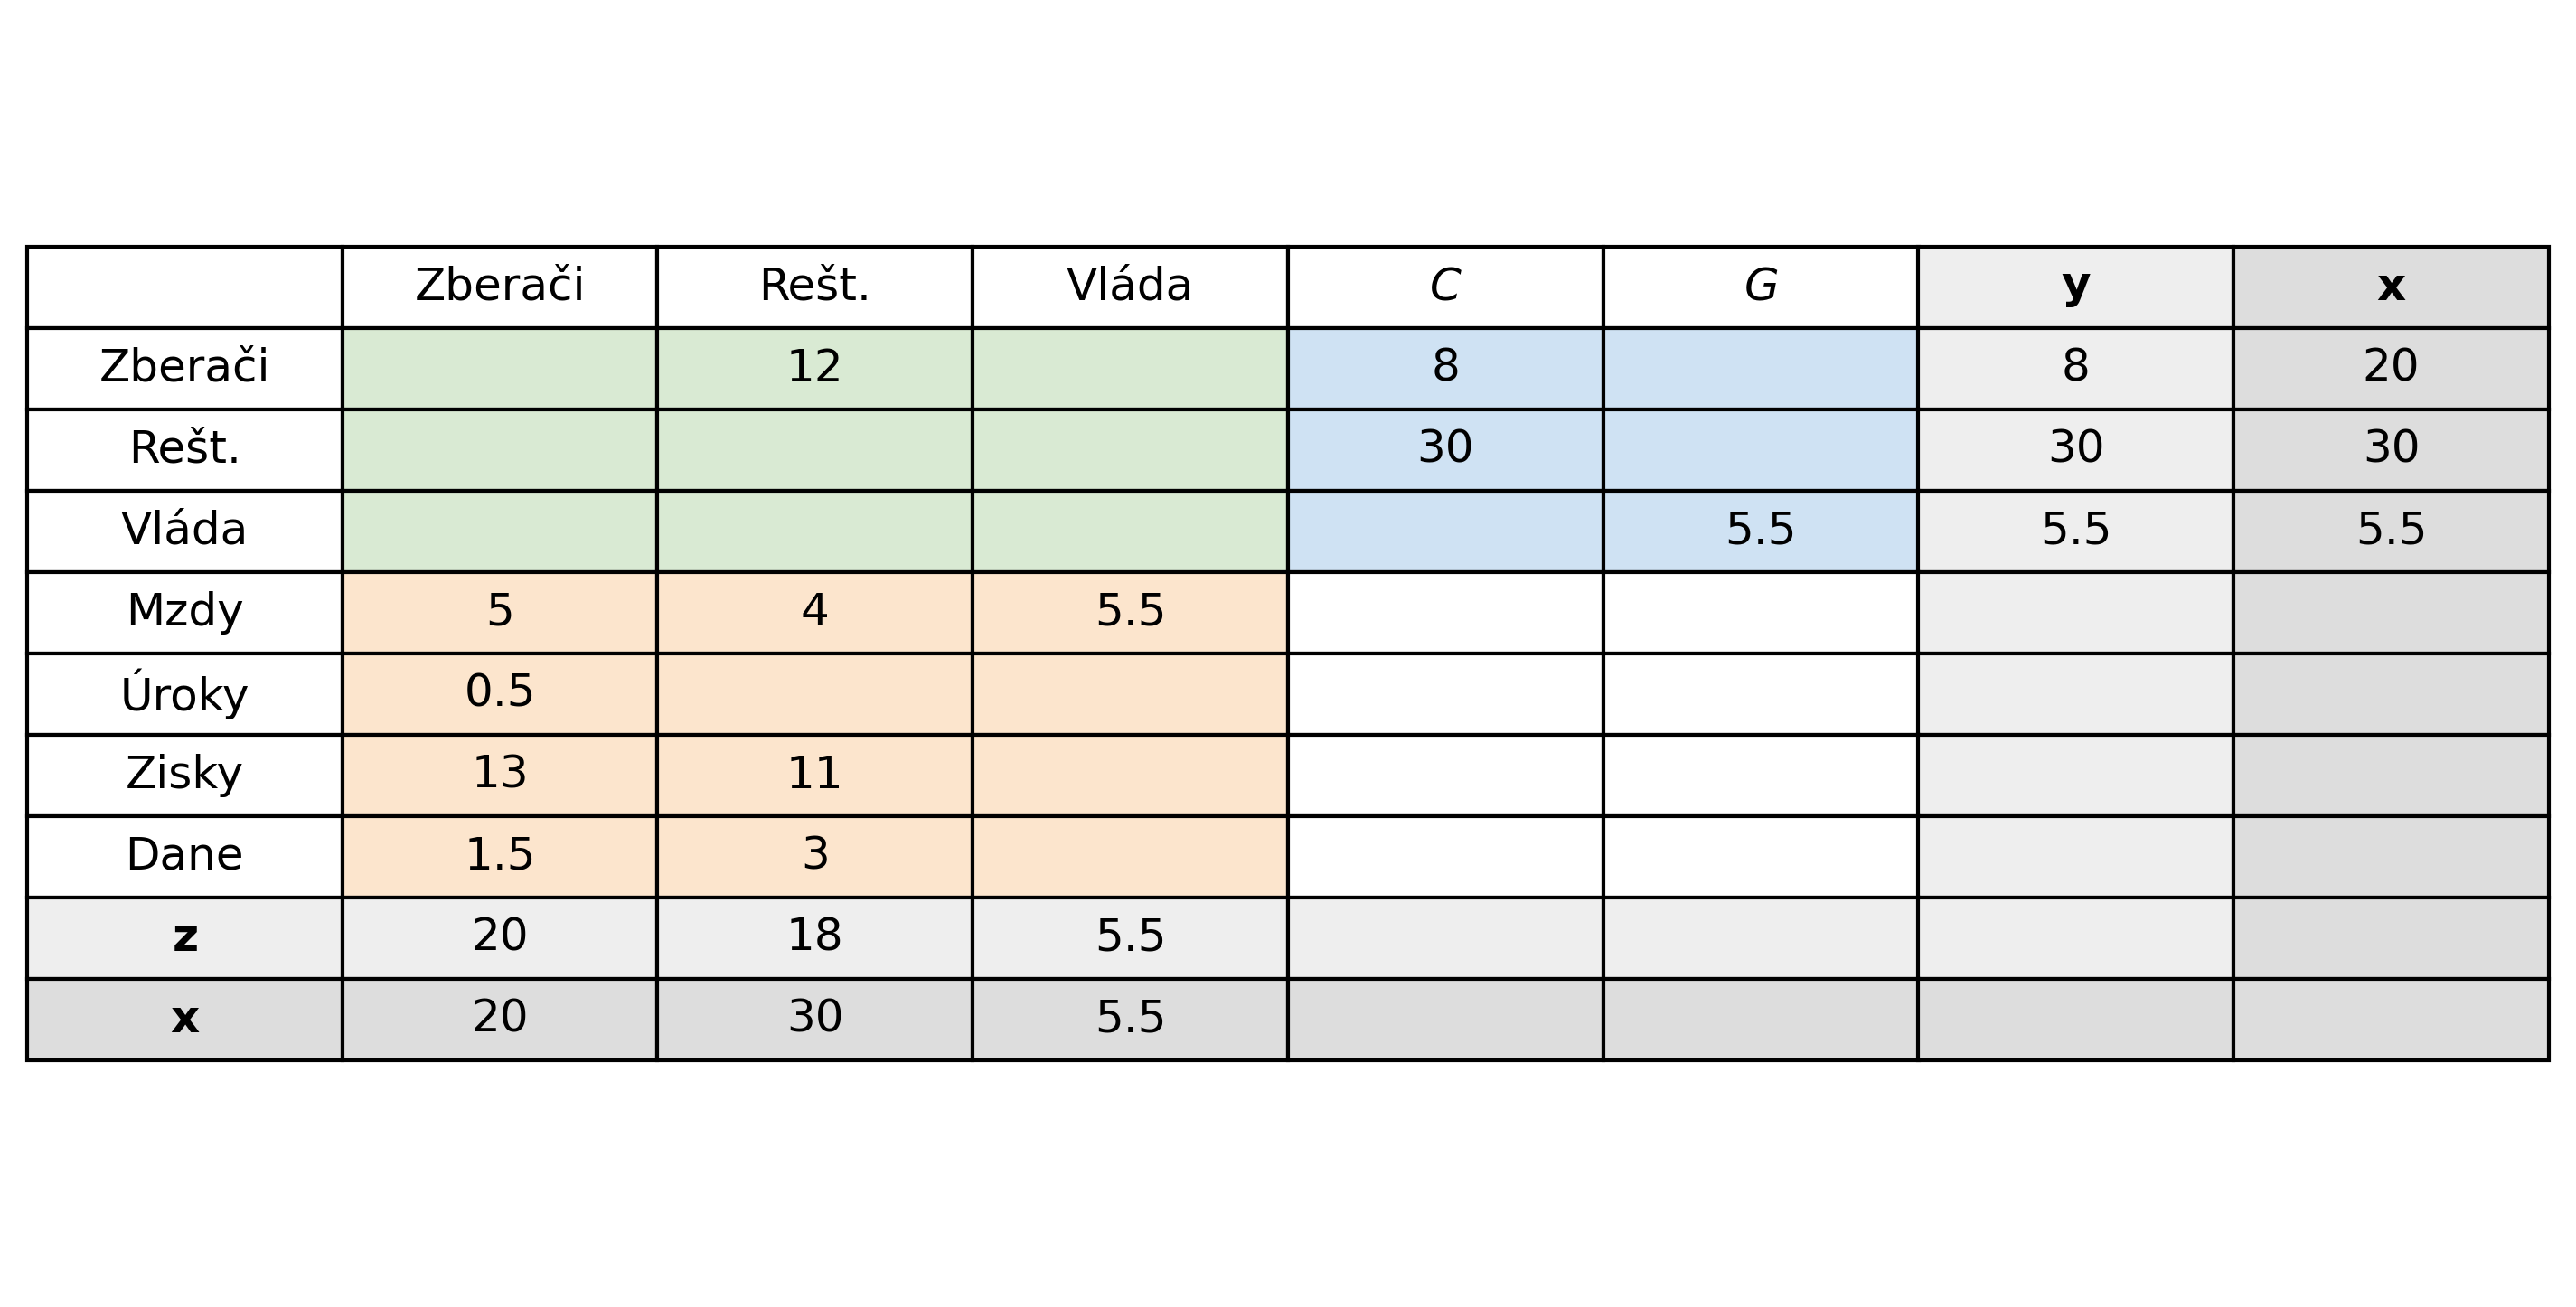 Zberači Rešt. Vláda C G y x
Zberači 12 8 8 20
Rešt. 30 30 30
Vláda 5.5 5.5 5.5
Mzdy 5 4 5.5
Úroky 0.5
Zisky 13 11
Dane 1.5 3
z 20 18 5.5
x 20 30 5.5